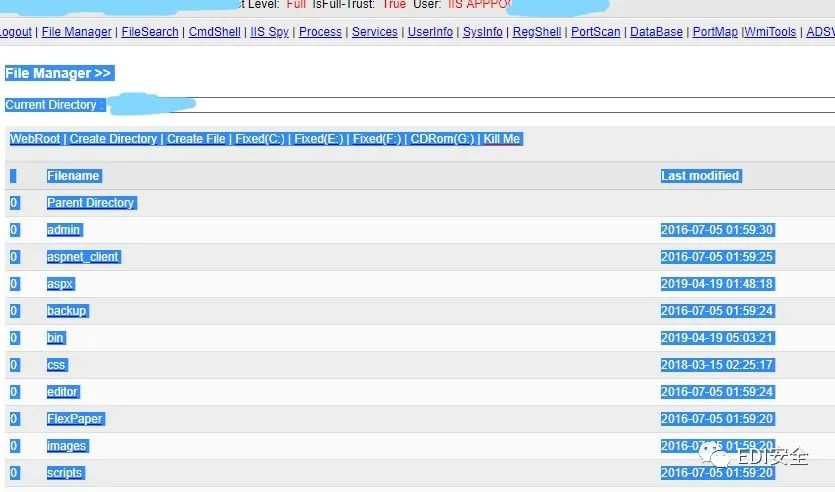 t Level: Full IsFull-Trust: True User: IIS APPPO
Logout | File Manager | FileSearch | CmdShell | IIS Spy | Process | Services | UserInfo | SysInfo | RegShell | PortScan | DataBase | PortMap |WmiTools | ADSV
File Manager >>
Current Directory :
WebRoot | Create Directory | Create File | Fixed(C:) | Fixed(E:) | Fixed(F:) | CDRom(G:) | Kill Me
Filename Last modified
0 Parent Directory
0 admin 2016-07-05 01:59:30
0 aspnet_client 2016-07-05 01:59:25
0 aspx 2019-04-19 01:48:18
0 backup 2016-07-05 01:59:24
0 bin 2019-04-19 05:03:21
0 css 2018-03-15 02:25:17
0 editor 2016-07-05 01:59:24
0 FlexPaper 2016-07-05 01:59:20
0 images 2016-07-05 01:59:20
0 scripts 2016-07-05 01:59:20
EDI安全